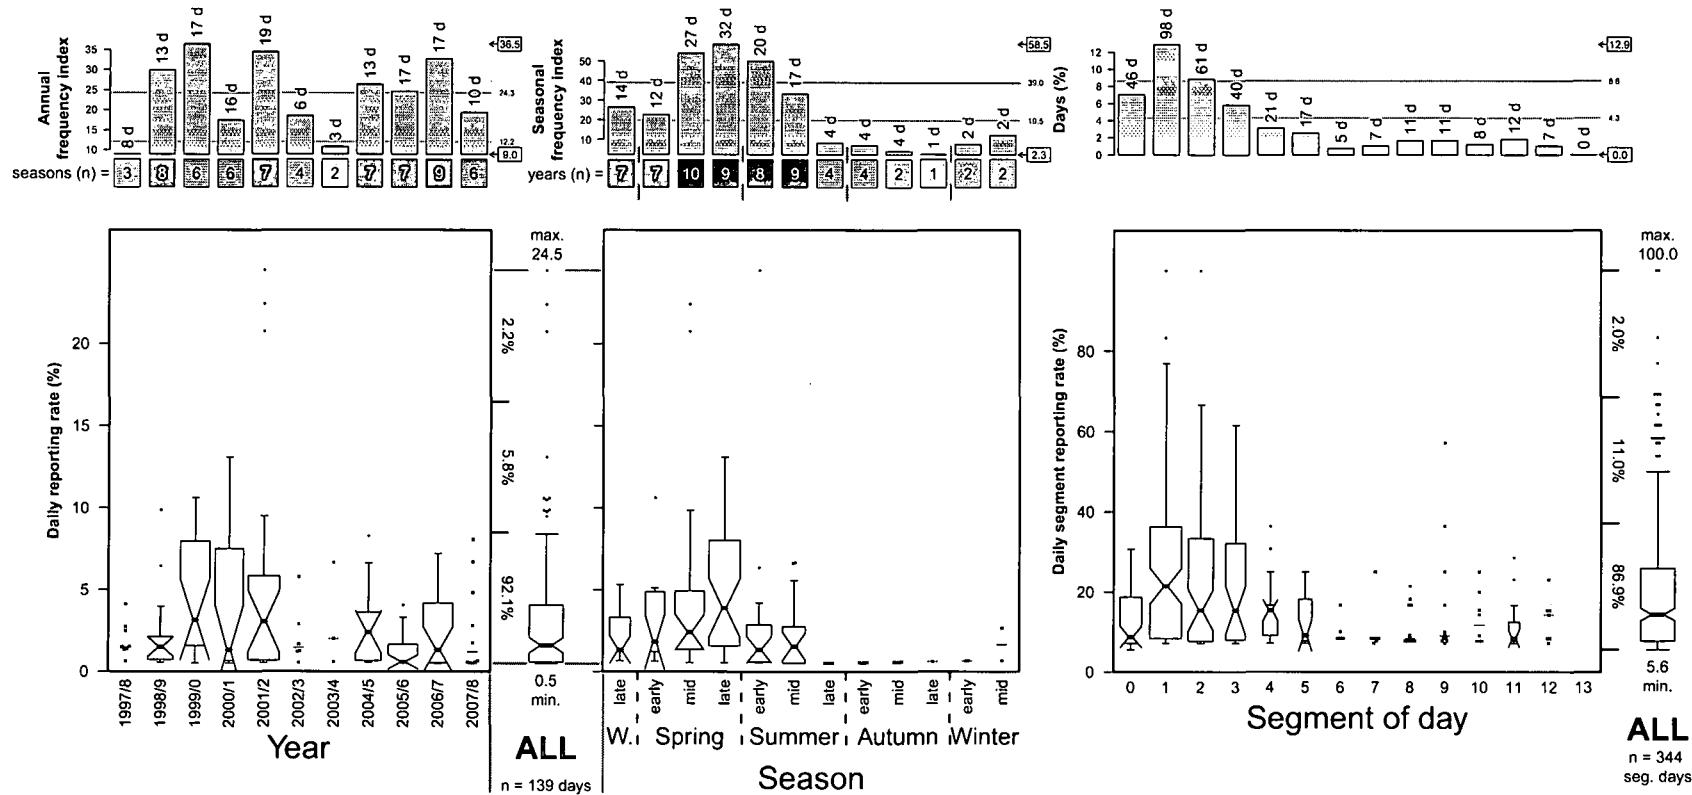 Annual frequency index
35
30
25
20
15
10
8 d
13 d
17 d
16 d
19 d
6 d
3 d
13 d
17 d
17 d
10 d
36.5
24.3
12.2
9.0
seasons (n) = 3 8 6 6 7 4 2 7 7 9 6
Seasonal frequency index
50
40
30
20
10
14 d
12 d
27 d
32 d
20 d
17 d
4 d
4 d
4 d
1 d
2 d
2 d
58.5
39.0
19.5
2.3
years (n) = 7 7 10 9 8 9 4 4 2 1 2 2
Days (%)
12
10
8
6
4
2
0
46 d
98 d
61 d
40 d
21 d
17 d
5 d
7 d
11 d
11 d
8 d
12 d
7 d
0 d
12.9
8.6
4.3
0.0
Daily reporting rate (%)
20
15
10
5
0
1997/8
1998/9
1999/0
2000/1
2001/2
2002/3
2003/4
2004/5
2005/6
2006/7
2007/8
Year
max.
24.5
2.2%
5.8%
92.1%
0.5
min.
ALL
n = 139 days
late
early
mid
late
early
mid
late
early
mid
late
early
mid
W. Spring Summer Autumn Winter
Season
Daily segment reporting rate (%)
80
60
40
20
0
0 1 2 3 4 5 6 7 8 9 10 11 12 13
Segment of day
max.
100.0
2.0%
11.0%
86.9%
5.6
min.
ALL
n = 344
seg. days